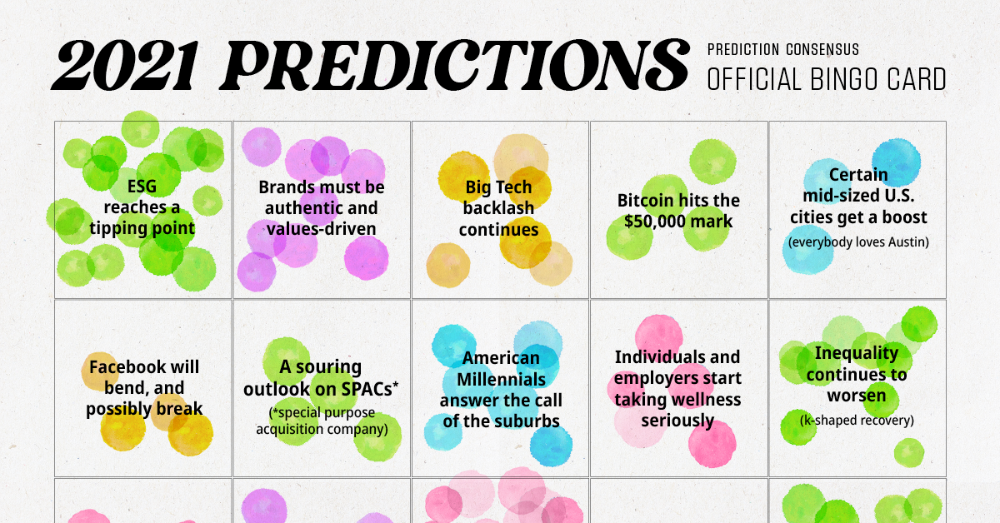 2021 PREDICTIONS
PREDICTION CONSENSUS
OFFICIAL BINGO CARD
ESG
reaches a
tipping point
Brands must be
authentic and
values-driven
Big Tech
backlash
continues
Bitcoin hits the
$50,000 mark
Certain
mid-sized U.S.
cities get a boost
(everybody loves Austin)
Facebook will
bend, and
possibly break
A souring
outlook on SPACs*
(*special purpose
acquisition company)
American
Millennials
answer the call
of the suburbs
Individuals and
employers start
taking wellness
seriously
Inequality
continues to
worsen
(k-shaped recovery)